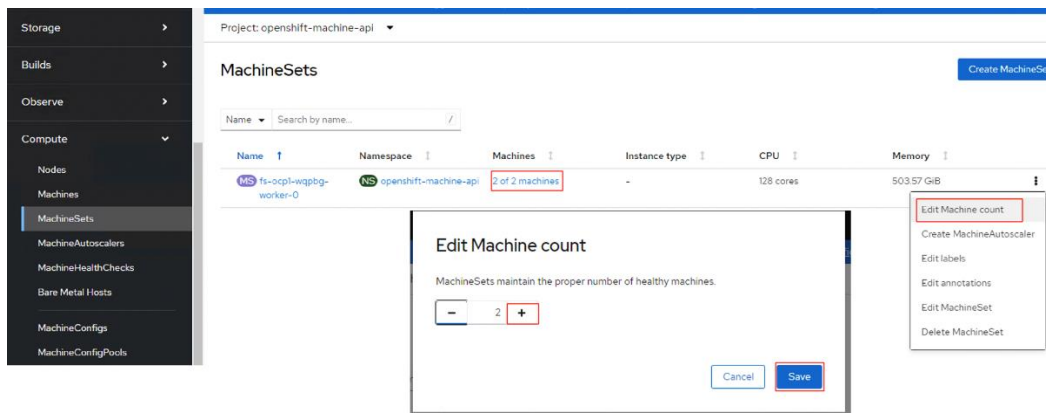 Storage
Builds
Observe
Compute
Nodes
Machines
MachineSets
MachineAutoscalers
MachineHealthChecks
Bare Metal Hosts
MachineConfigs
MachineConfigPools
Project: openshift-machine-api
MachineSets
Create MachineSe
Name
Search by name...
/
Name Namespace Machines Instance type CPU Memory
MS fs-ocp1-wqpbg-worker-0 NS openshift-machine-api 2 of 2 machines - 128 cores 503.57 GiB
Edit Machine count
Create MachineAutoscaler
Edit labels
Edit annotations
Edit MachineSet
Delete MachineSet
Edit Machine count
MachineSets maintain the proper number of healthy machines.
- 2 +
Cancel Save